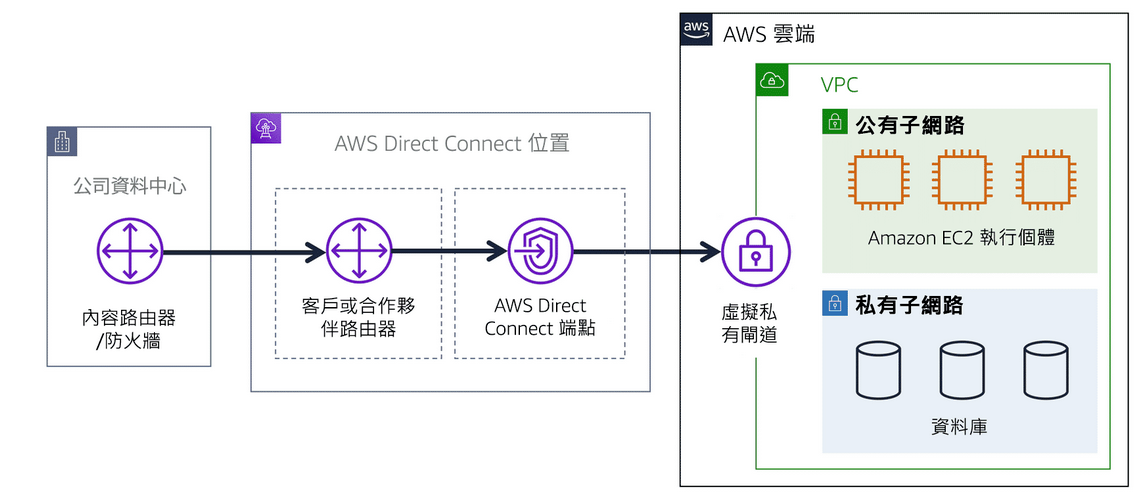 公司資料中心
內容路由器
/防火牆
AWS Direct Connect 位置
客戶或合作夥
伴路由器
AWS Direct
Connect 端點
aws
AWS 雲端
VPC
虛擬私
有閘道
公有子網路
Amazon EC2 執行個體
私有子網路
資料庫